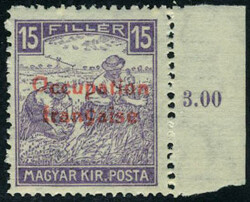 FILLÉR
15 15
Occupation
française
MAGYAR KIR. POSTA
3.00